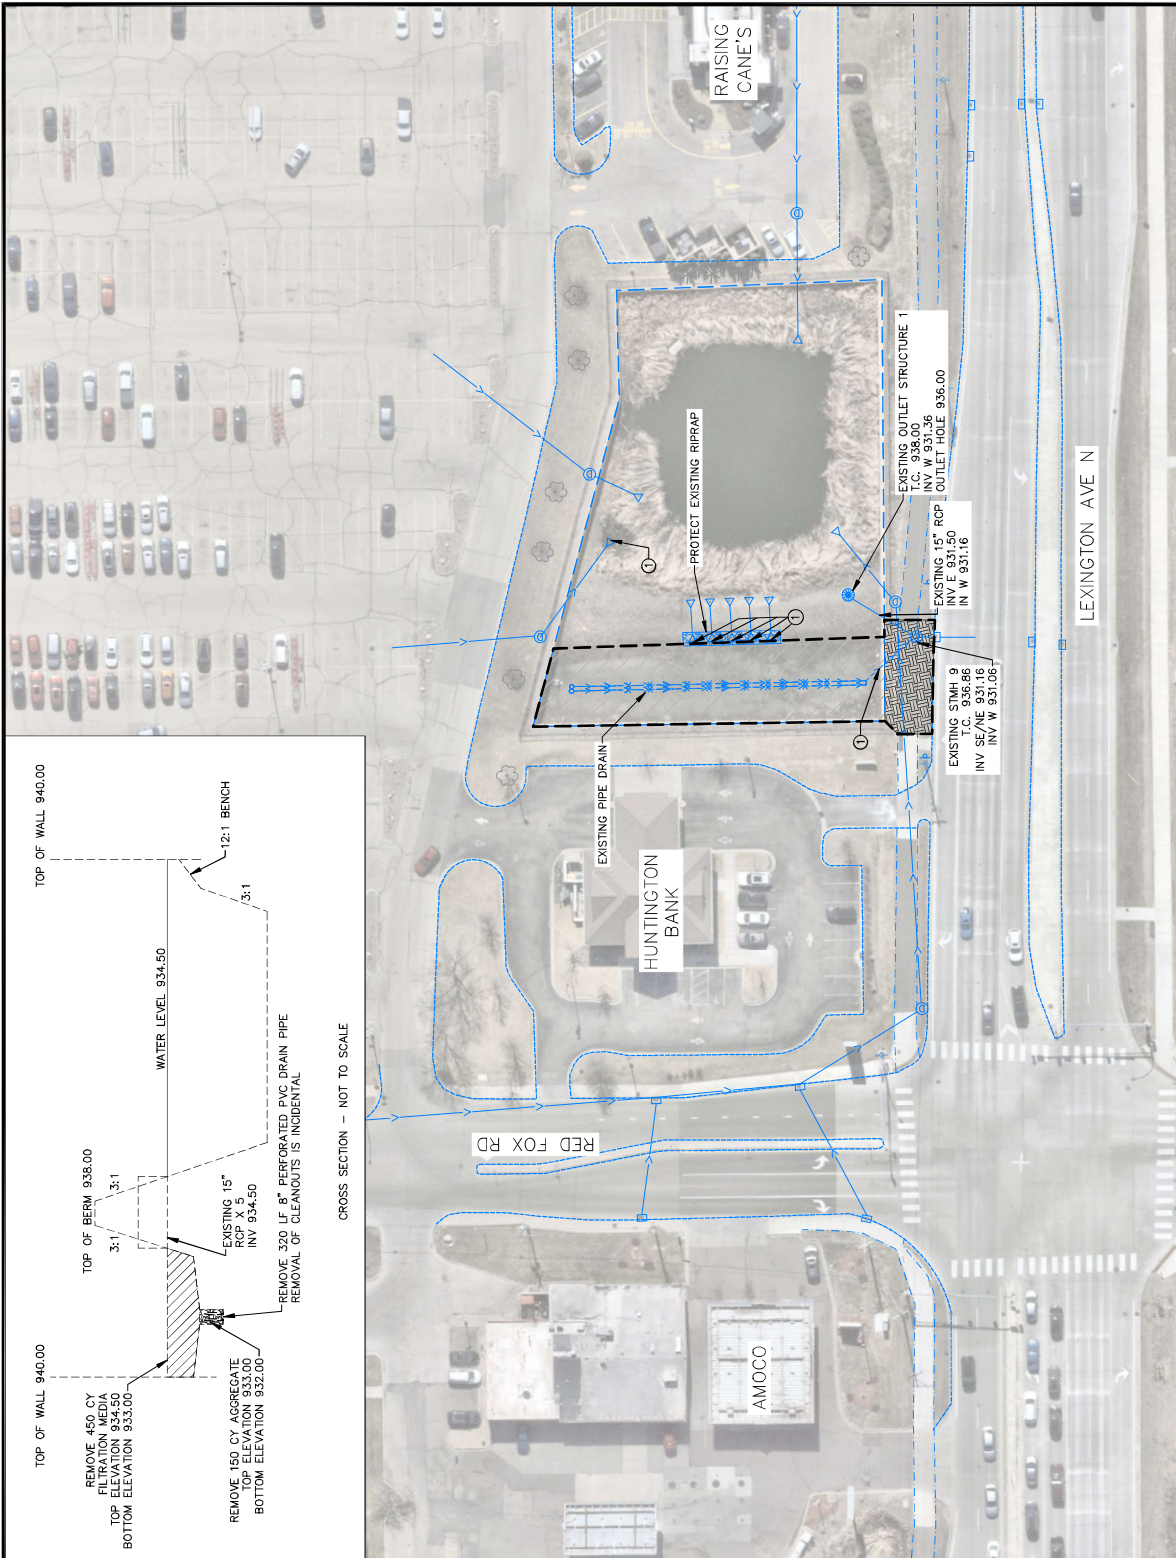 TOP OF WALL 940.00
TOP OF BERM 938.00
TOP OF WALL 940.00
3:1
3:1
WATER LEVEL 934.50
12:1 BENCH
3:1
REMOVE 450 CY
FILTRATION MEDIA
TOP ELEVATION 934.50
BOTTOM ELEVATION 933.00
EXISTING 15"
RCP X 5
INV 934.50
REMOVE 150 CY AGGREGATE
TOP ELEVATION 933.00
BOTTOM ELEVATION 932.00
REMOVE 320 LF 8" PERFORATED PVC DRAIN PIPE
REMOVAL OF CLEANOUTS IS INCIDENTAL
CROSS SECTION - NOT TO SCALE
RAISING
CANE'S
PROTECT EXISTING RIPRAP
1
1
1
EXISTING PIPE DRAIN
HUNTINGTON
BANK
RED FOX RD
AMOCO
EXISTING OUTLET STRUCTURE 1
T.C. 938.00
INV W 931.36
OUTLET HOLE 936.00
EXISTING 15" RCP
INV E 931.50
IN W 931.16
EXISTING STMH 9
T.C. 936.86
INV SE/NE 931.16
INV W 931.06
LEXINGTON AVE N